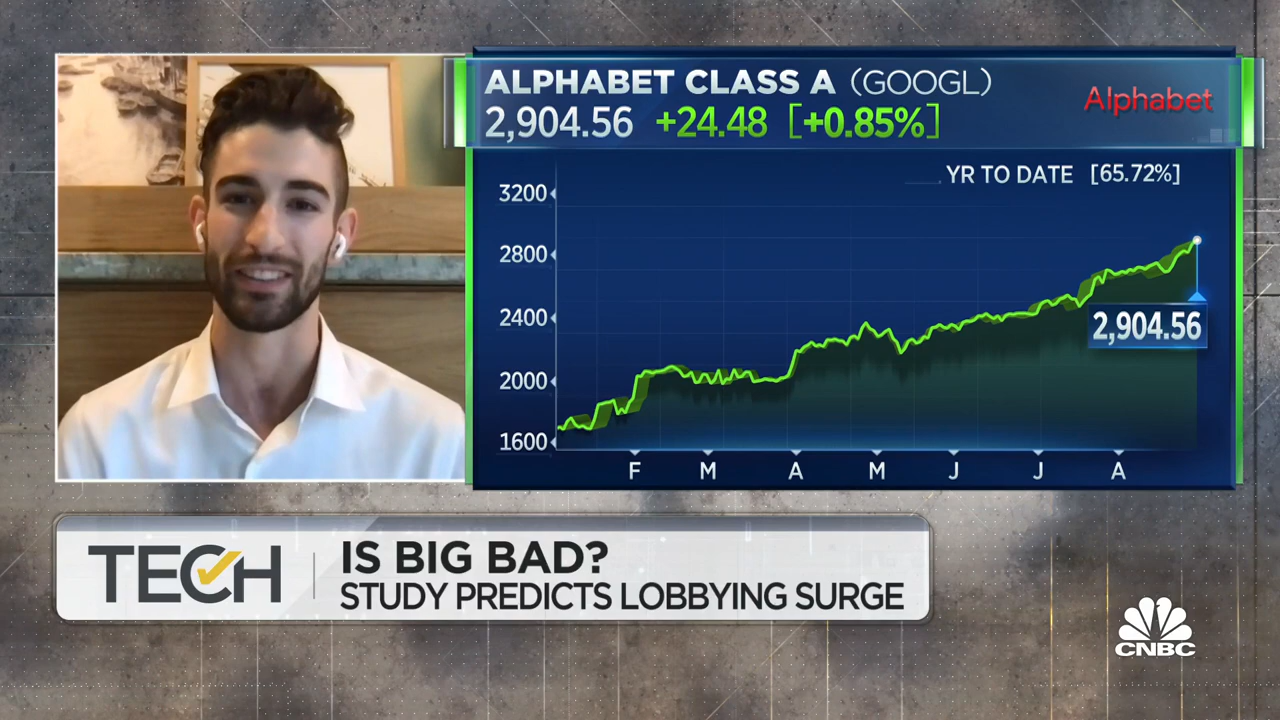 ALPHABET CLASS A (GOOGL)
2,904.56 +24.48 [+0.85%]
Alphabet
YR TO DATE [65.72%]
3200
2800
2400
2000
1600
2,904.56
F M A M J J A
TECH
IS BIG BAD?
STUDY PREDICTS LOBBYING SURGE
CNBC